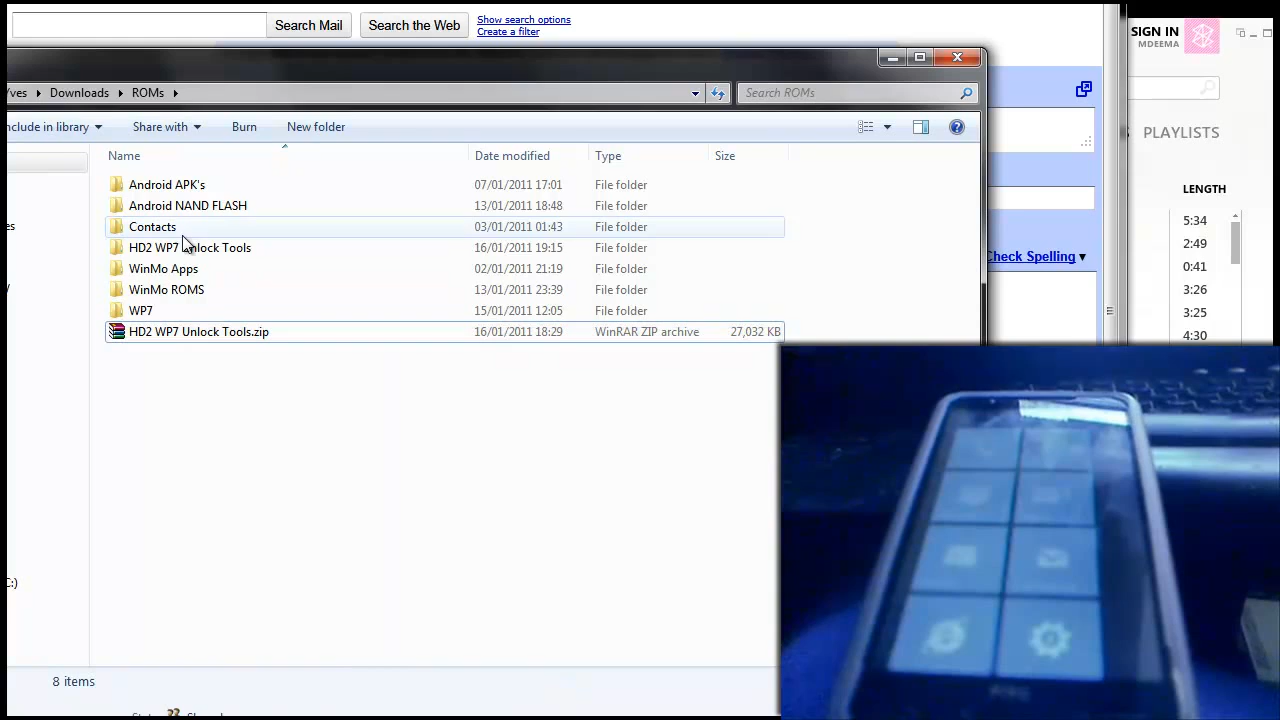 Search Mail Search the Web Show search options
Create a filter
SIGN IN
MDEEMA
Yves Downloads ROMs Search ROMs
Include in library Share with Burn New folder
PLAYLISTS
Name Date modified Type Size
Android APK's 07/01/2011 17:01 File folder
Android NAND FLASH 13/01/2011 18:48 File folder
Contacts 03/01/2011 01:43 File folder
HD2 WP7 Unlock Tools 16/01/2011 19:15 File folder
WinMo Apps 02/01/2011 21:19 File folder
WinMo ROMS 13/01/2011 23:39 File folder
WP7 15/01/2011 12:05 File folder
HD2 WP7 Unlock Tools.zip 16/01/2011 18:29 WinRAR ZIP archive 27,032 KB
Check Spelling
LENGTH
5:34
2:49
0:41
3:26
3:25
4:30
C:)
8 items